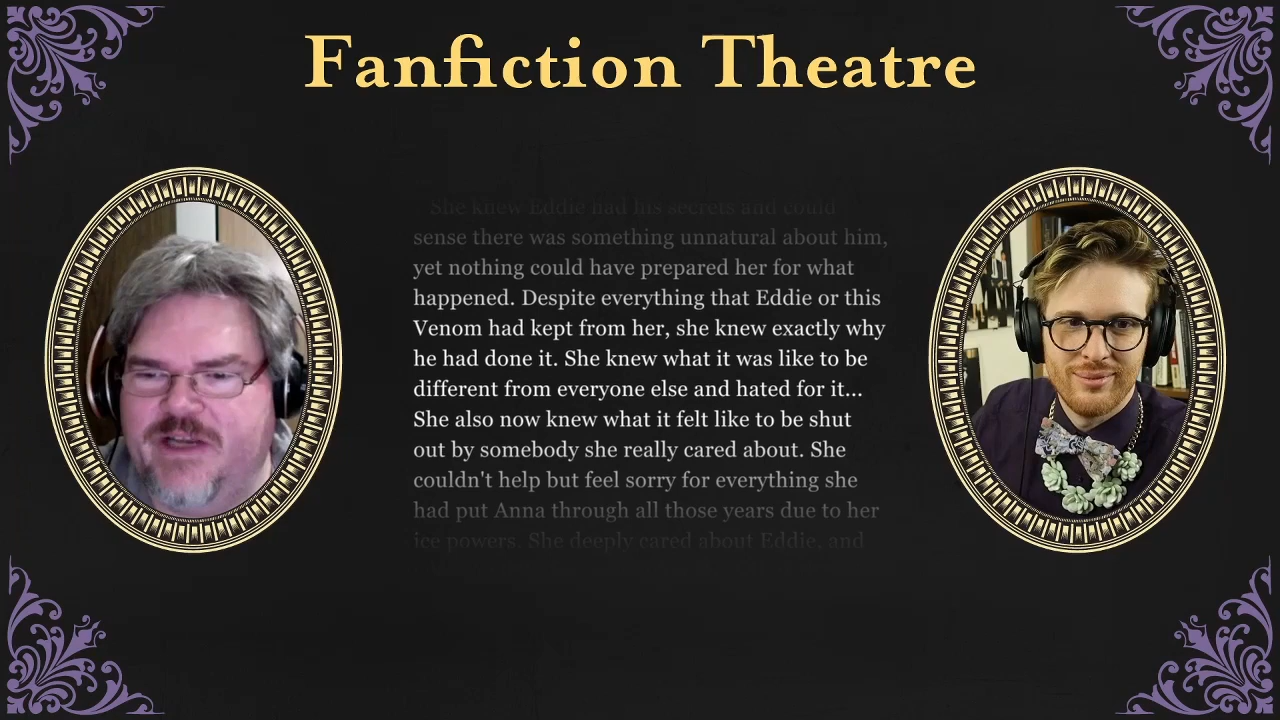 Fanfiction Theatre
She knew Eddie had his secrets and could
sense there was something unnatural about him,
yet nothing could have prepared her for what
happened. Despite everything that Eddie or this
Venom had kept from her, she knew exactly why
he had done it. She knew what it was like to be
different from everyone else and hated for it...
She also now knew what it felt like to be shut
out by somebody she really cared about. She
couldn't help but feel sorry for everything she
had put Anna through all those years due to her
ice powers. She deeply cared about Eddie, and